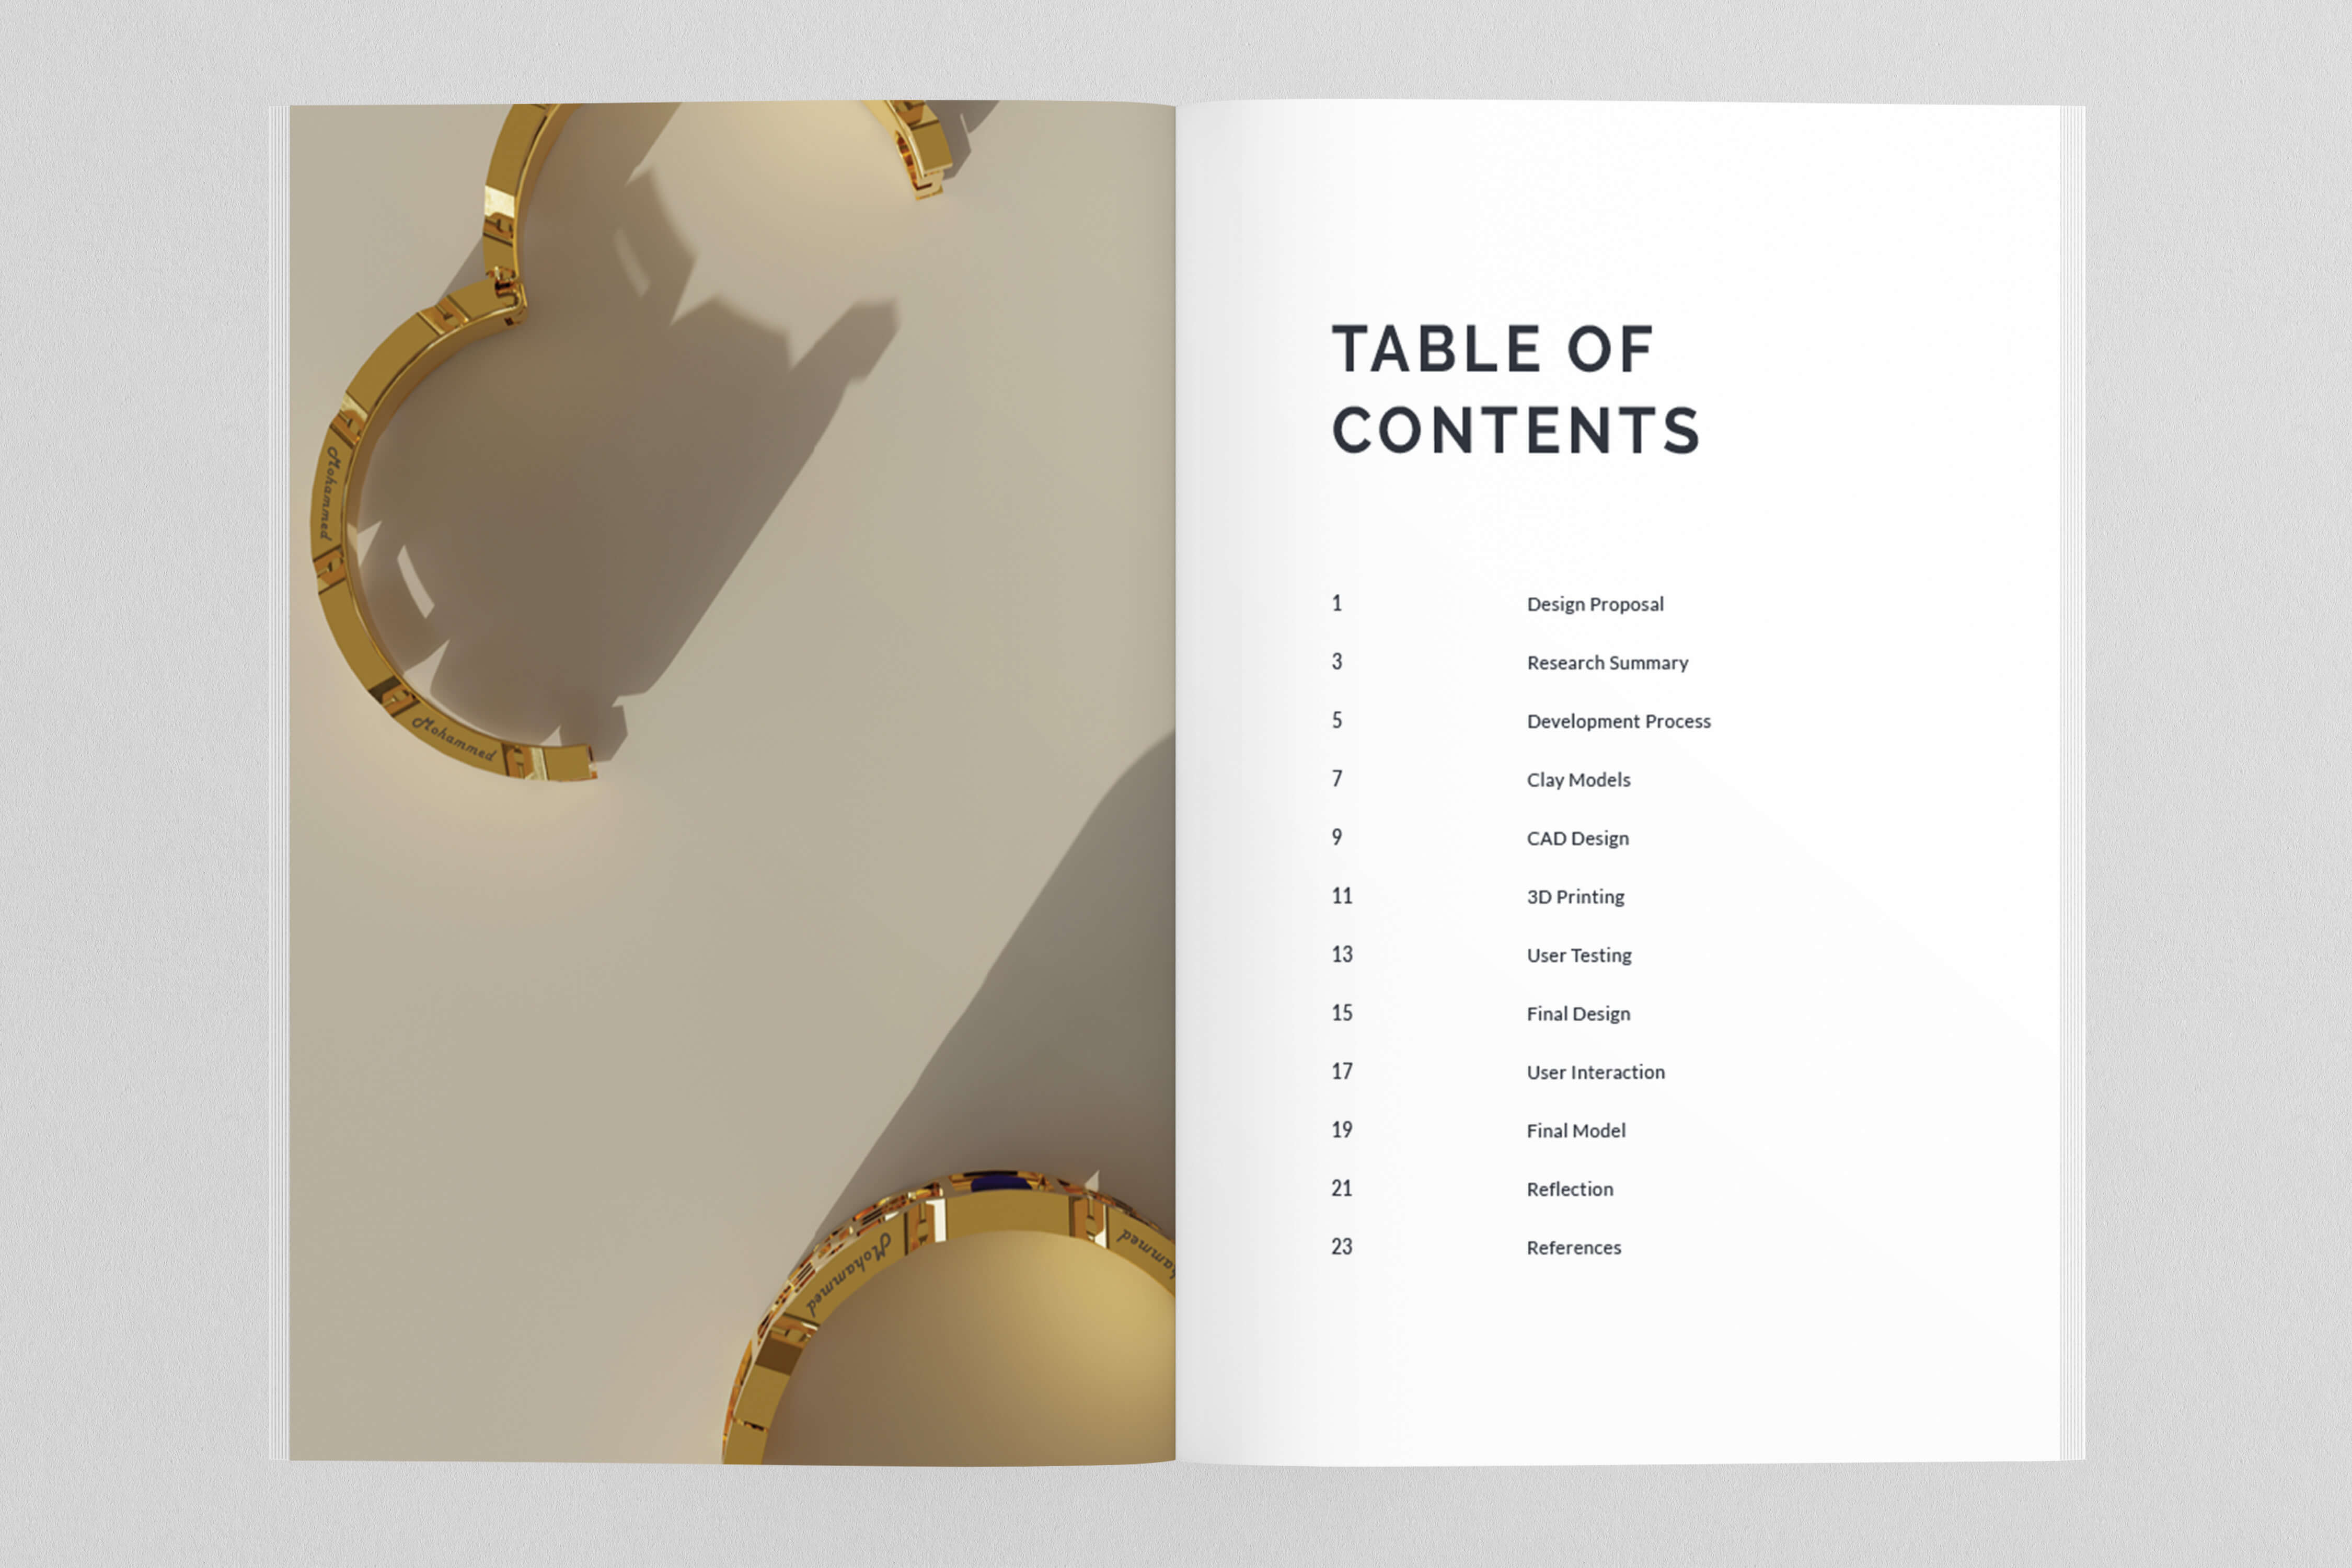 Mohammed
Mohammed
Mohammed
hammed
TABLE OF
CONTENTS
1 Design Proposal
3 Research Summary
5 Development Process
7 Clay Models
9 CAD Design
11 3D Printing
13 User Testing
15 Final Design
17 User Interaction
19 Final Model
21 Reflection
23 References